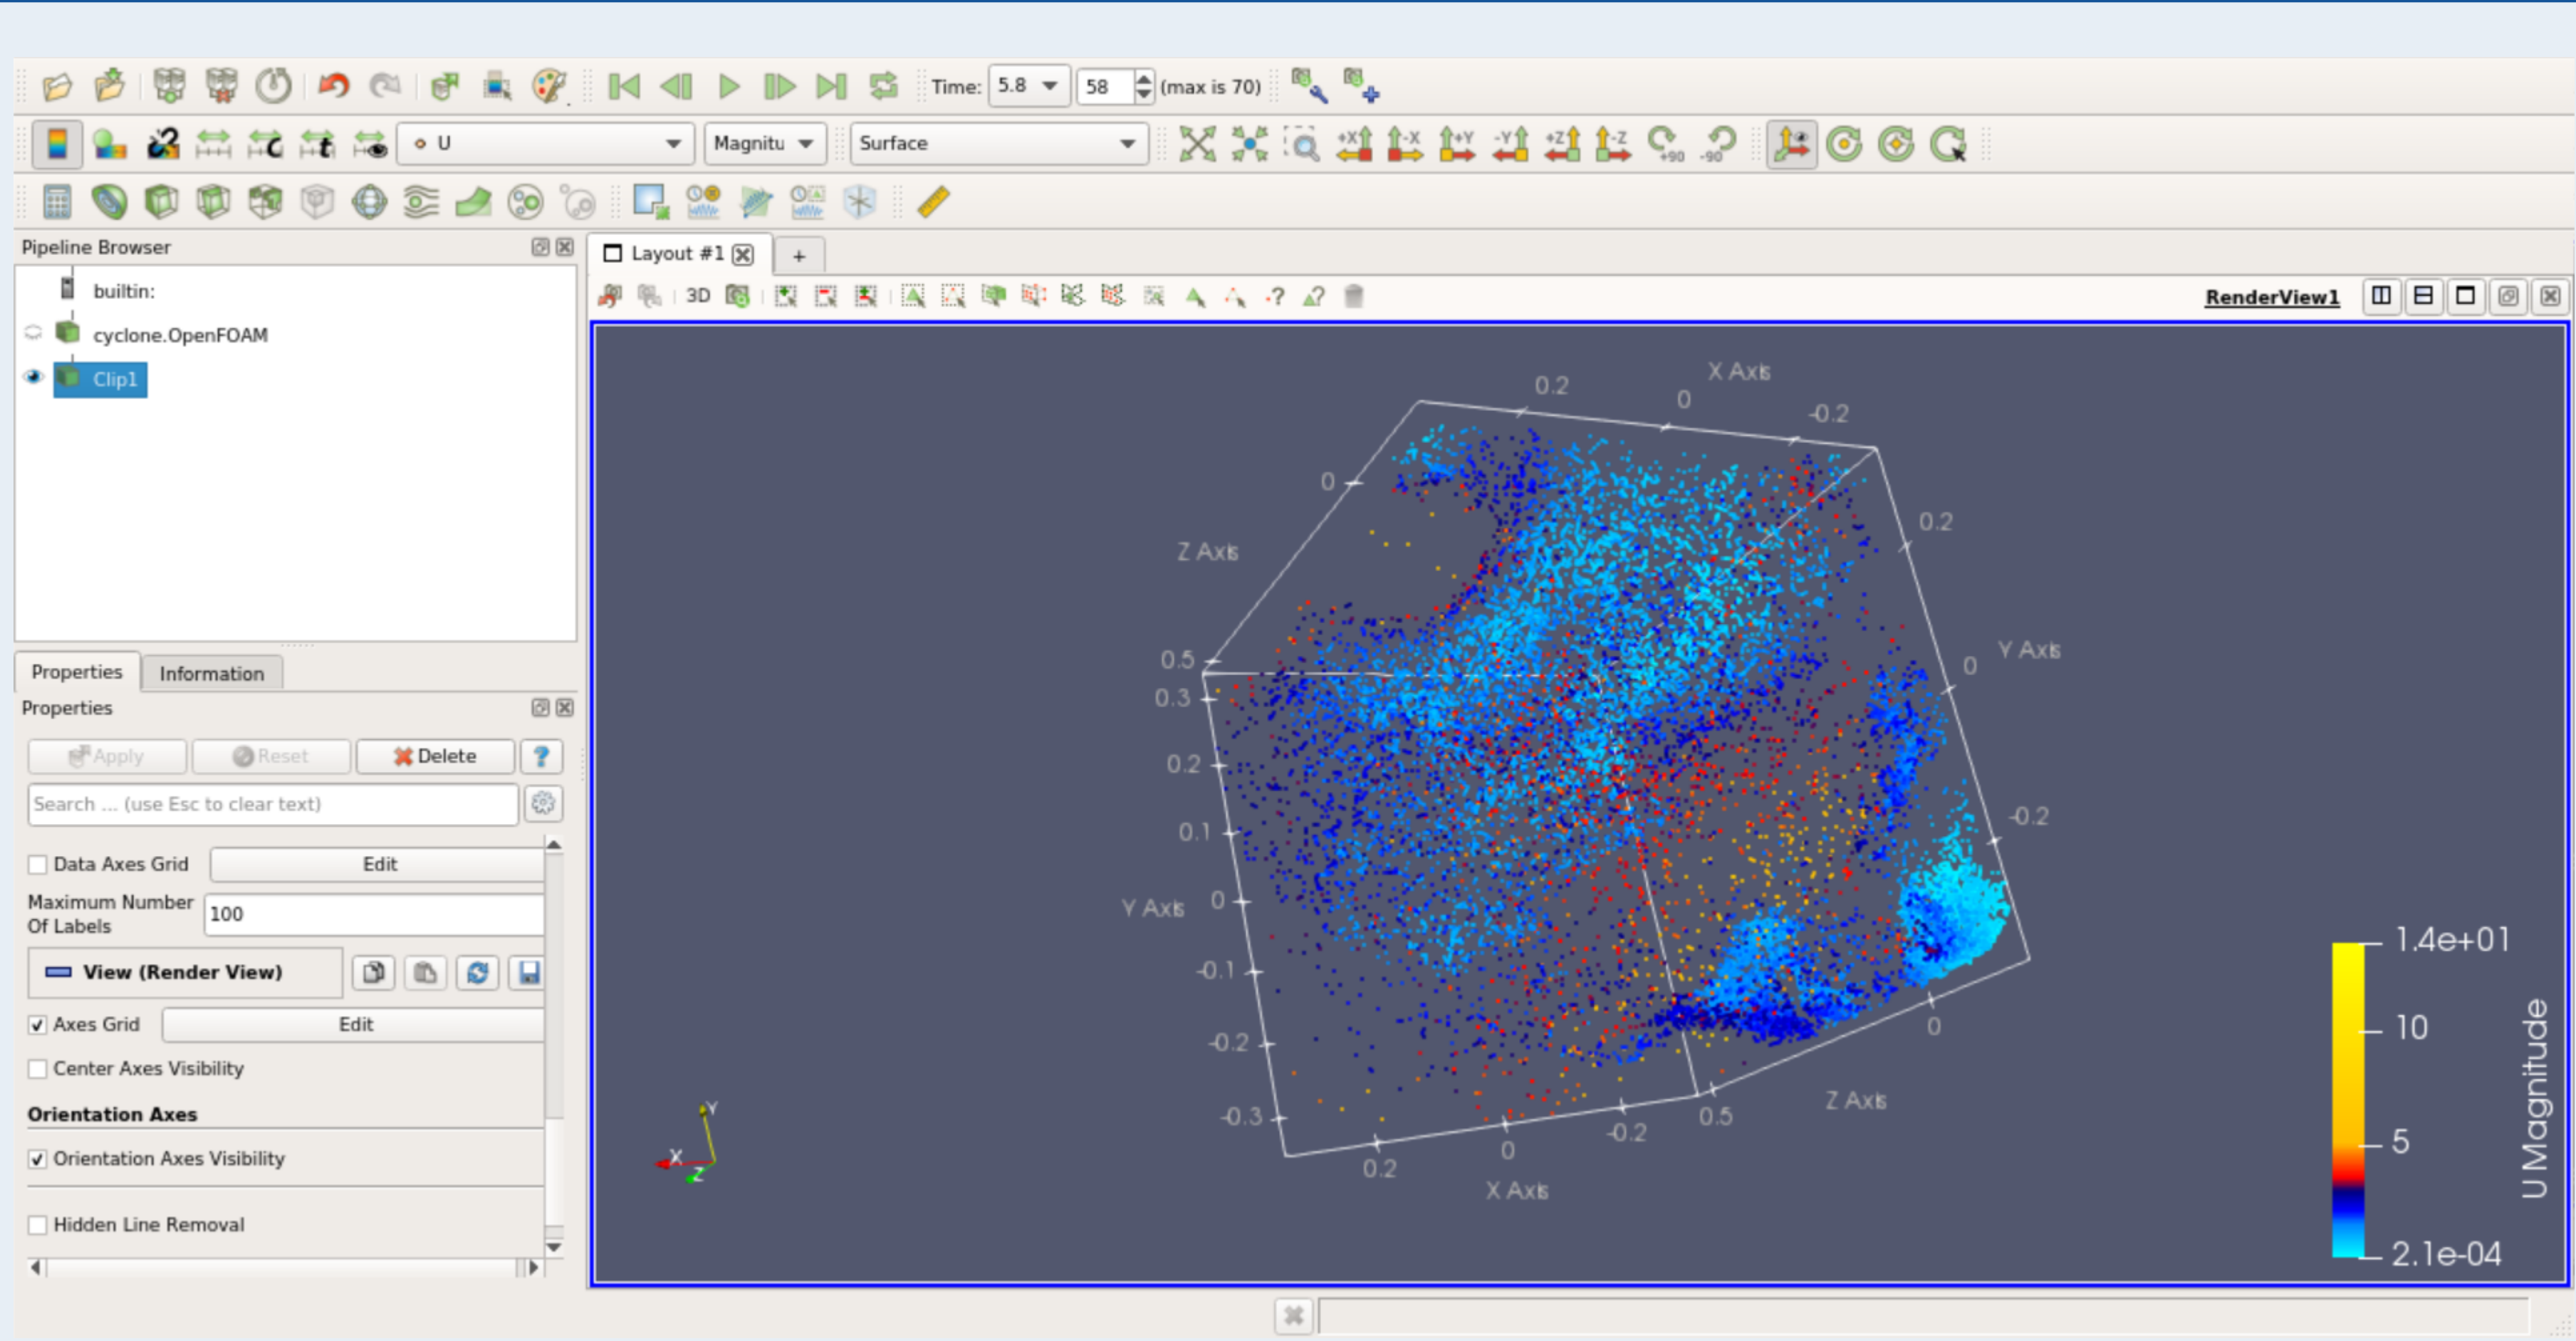 Time: 5.8 58 (max is 70)
U Magnitu Surface +X -X +Y -Y +Z -Z +90 -90
Pipeline Browser
builtin:
cyclone.OpenFOAM
Clip1
Properties Information
Properties
Apply Reset Delete ?
Search ... (use Esc to clear text)
Data Axes Grid Edit
Maximum Number
Of Labels 100
View (Render View)
Axes Grid Edit
Center Axes Visibility
Orientation Axes
Orientation Axes Visibility
Hidden Line Removal
Layout #1 +
3D RenderView1
X Axis
0.2 0 -0.2
0
Z Axis
0.5
0.2
0
Y Axis
-0.2
0.3
0.2
0.1
Y Axis 0
-0.1
-0.2
-0.3
0.2 0 -0.2
X Axis
0.5 0
Z Axis
Y
X
Z
1.4e+01
10
5
2.1e-04
U Magnitude